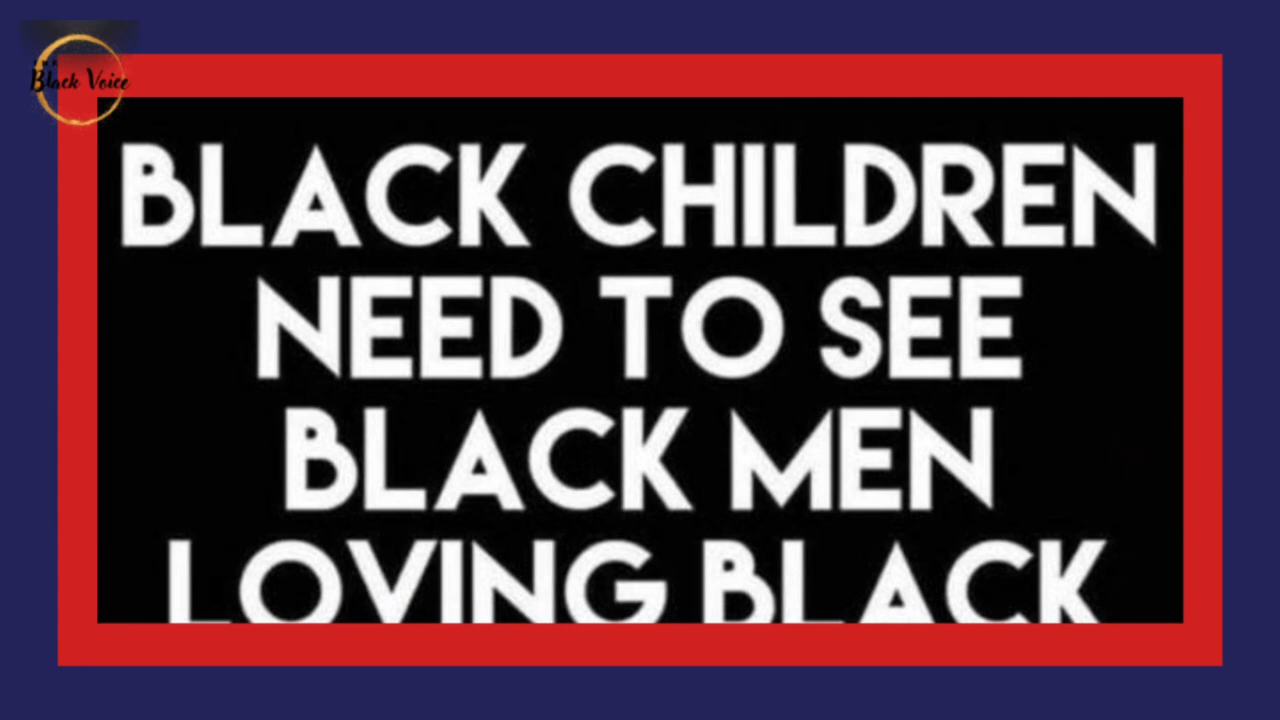 Black Voice
BLACK CHILDREN
NEED TO SEE
BLACK MEN
LOVING BLACK